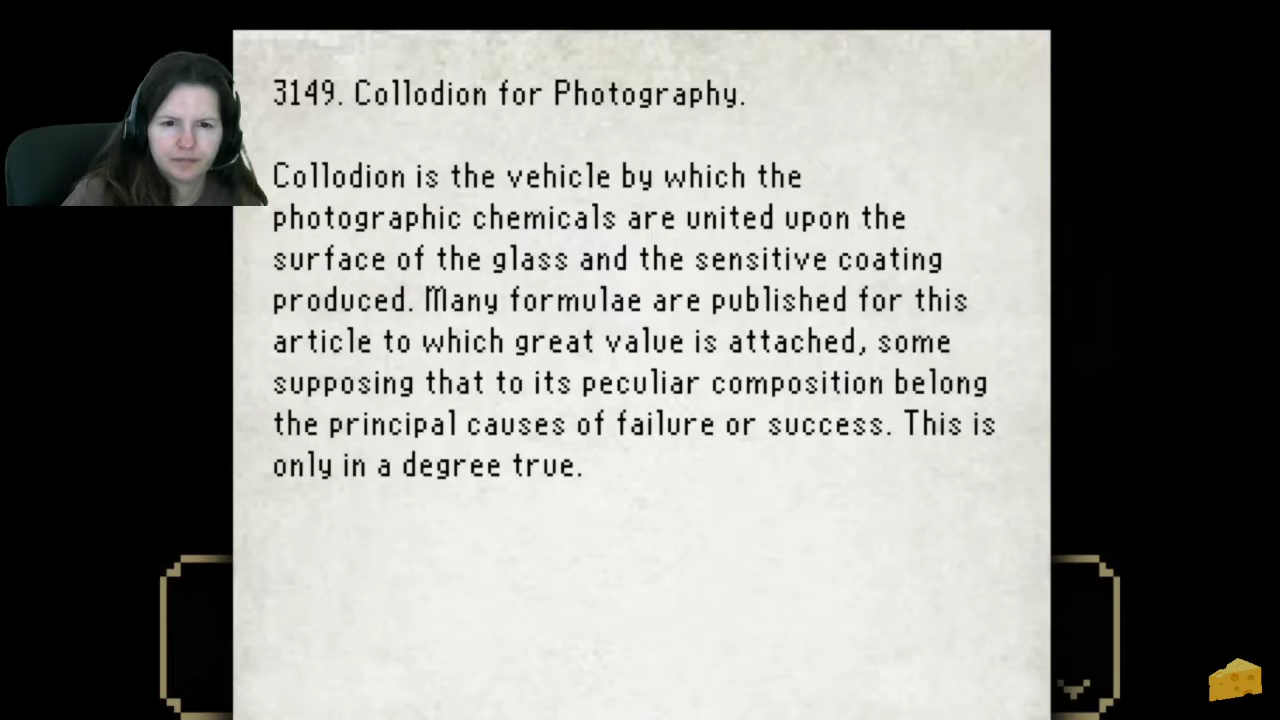 3149. Collodion for Photography.
Collodion is the vehicle by which the
photographic chemicals are united upon the
surface of the glass and the sensitive coating
produced. Many formulae are published for this
article to which great value is attached, some
supposing that to its peculiar composition belong
the principal causes of failure or success. This is
only in a degree true.